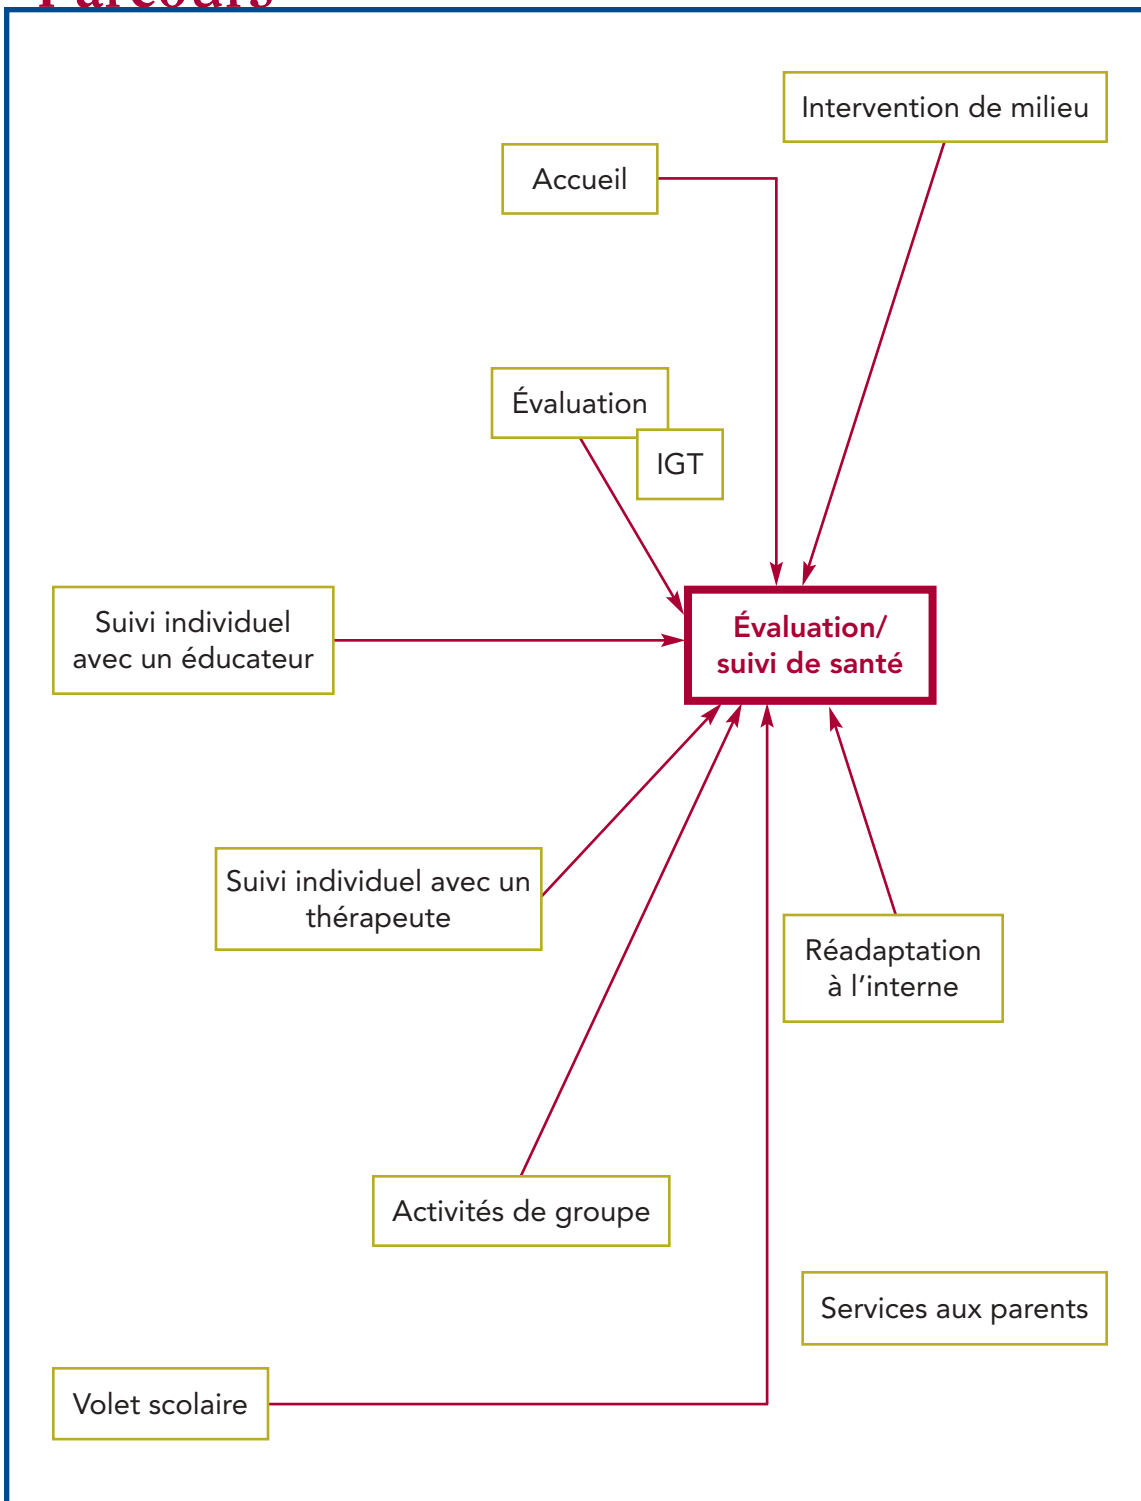 Parcours
Intervention de milieu
Accueil
Évaluation
IGT
Suivi individuel
avec un éducateur
Évaluation/
suivi de santé
Suivi individuel avec un
thérapeute
Réadaptation
à l’interne
Activités de groupe
Services aux parents
Volet scolaire